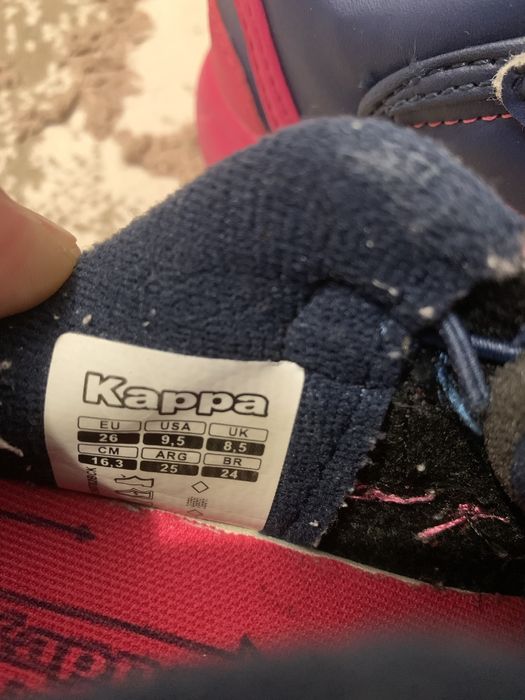 Kappa
EU USA UK
26 9,5 8,5
CM ARG BR
16,3 25 24